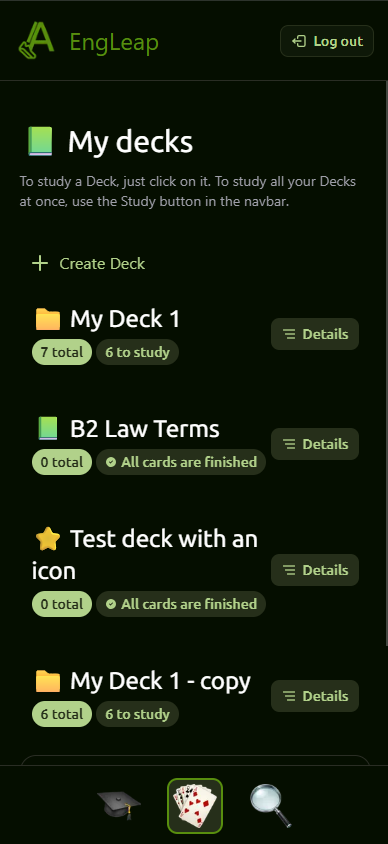 EngLeap
Log out
My decks
To study a Deck, just click on it. To study all your Decks
at once, use the Study button in the navbar.
Create Deck
My Deck 1
7 total
6 to study
Details
B2 Law Terms
0 total
All cards are finished
Details
Test deck with an
icon
0 total
All cards are finished
Details
My Deck 1 - copy
6 total
6 to study
Details